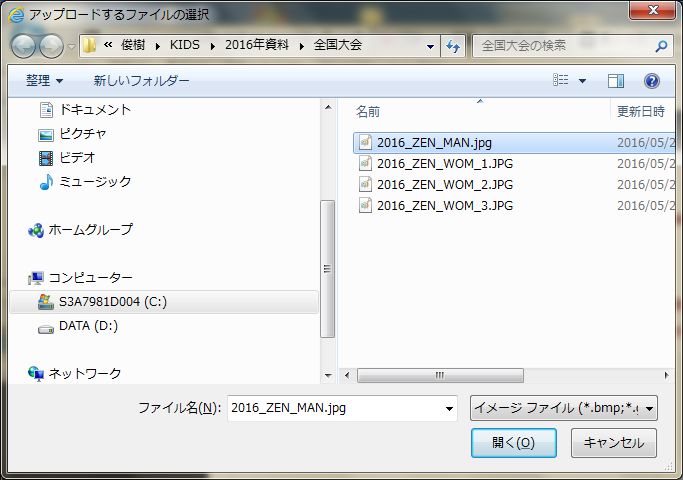 アップロードするファイルの選択
« 俊樹 KIDS 2016年資料 全国大会
全国大会の検索
整理 新しいフォルダー
名前 更新日時
ドキュメント
ピクチャ
ビデオ
ミュージック
ホームグループ
コンピューター
S3A7981D004 (C:)
DATA (D:)
ネットワーク
2016_ZEN_MAN.jpg 2016/05/2
2016_ZEN_WOM_1.JPG 2016/05/2
2016_ZEN_WOM_2.JPG 2016/05/2
2016_ZEN_WOM_3.JPG 2016/05/2
ファイル名(N): 2016_ZEN_MAN.jpg
イメージ ファイル (*.bmp;*.g
開く(O) キャンセル